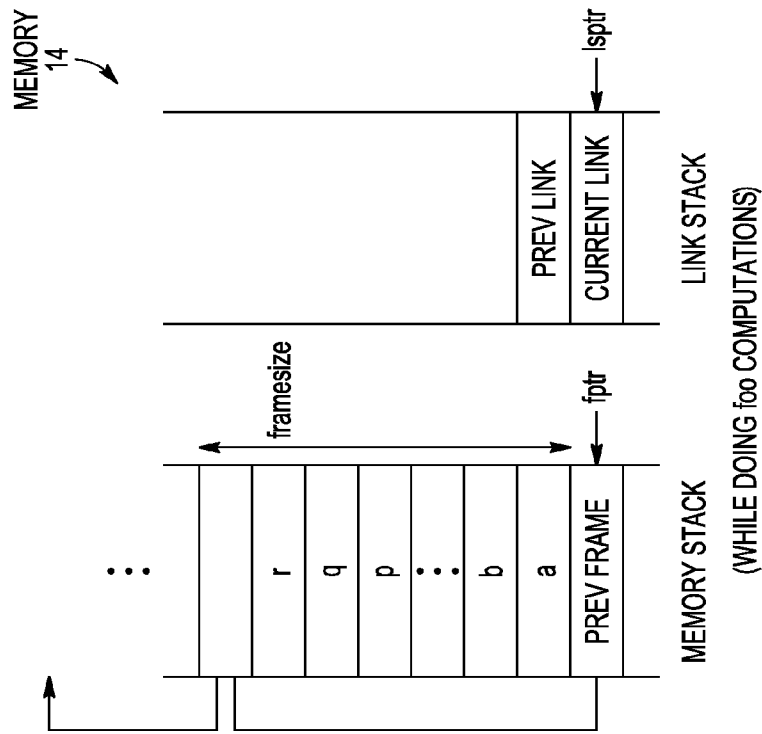 MEMORY
14
• • •
framesize
r
q
p
• • •
b
a
PREV FRAME
fptr
PREV LINK
CURRENT LINK
lsptr
MEMORY STACK
LINK STACK
(WHILE DOING foo COMPUTATIONS)